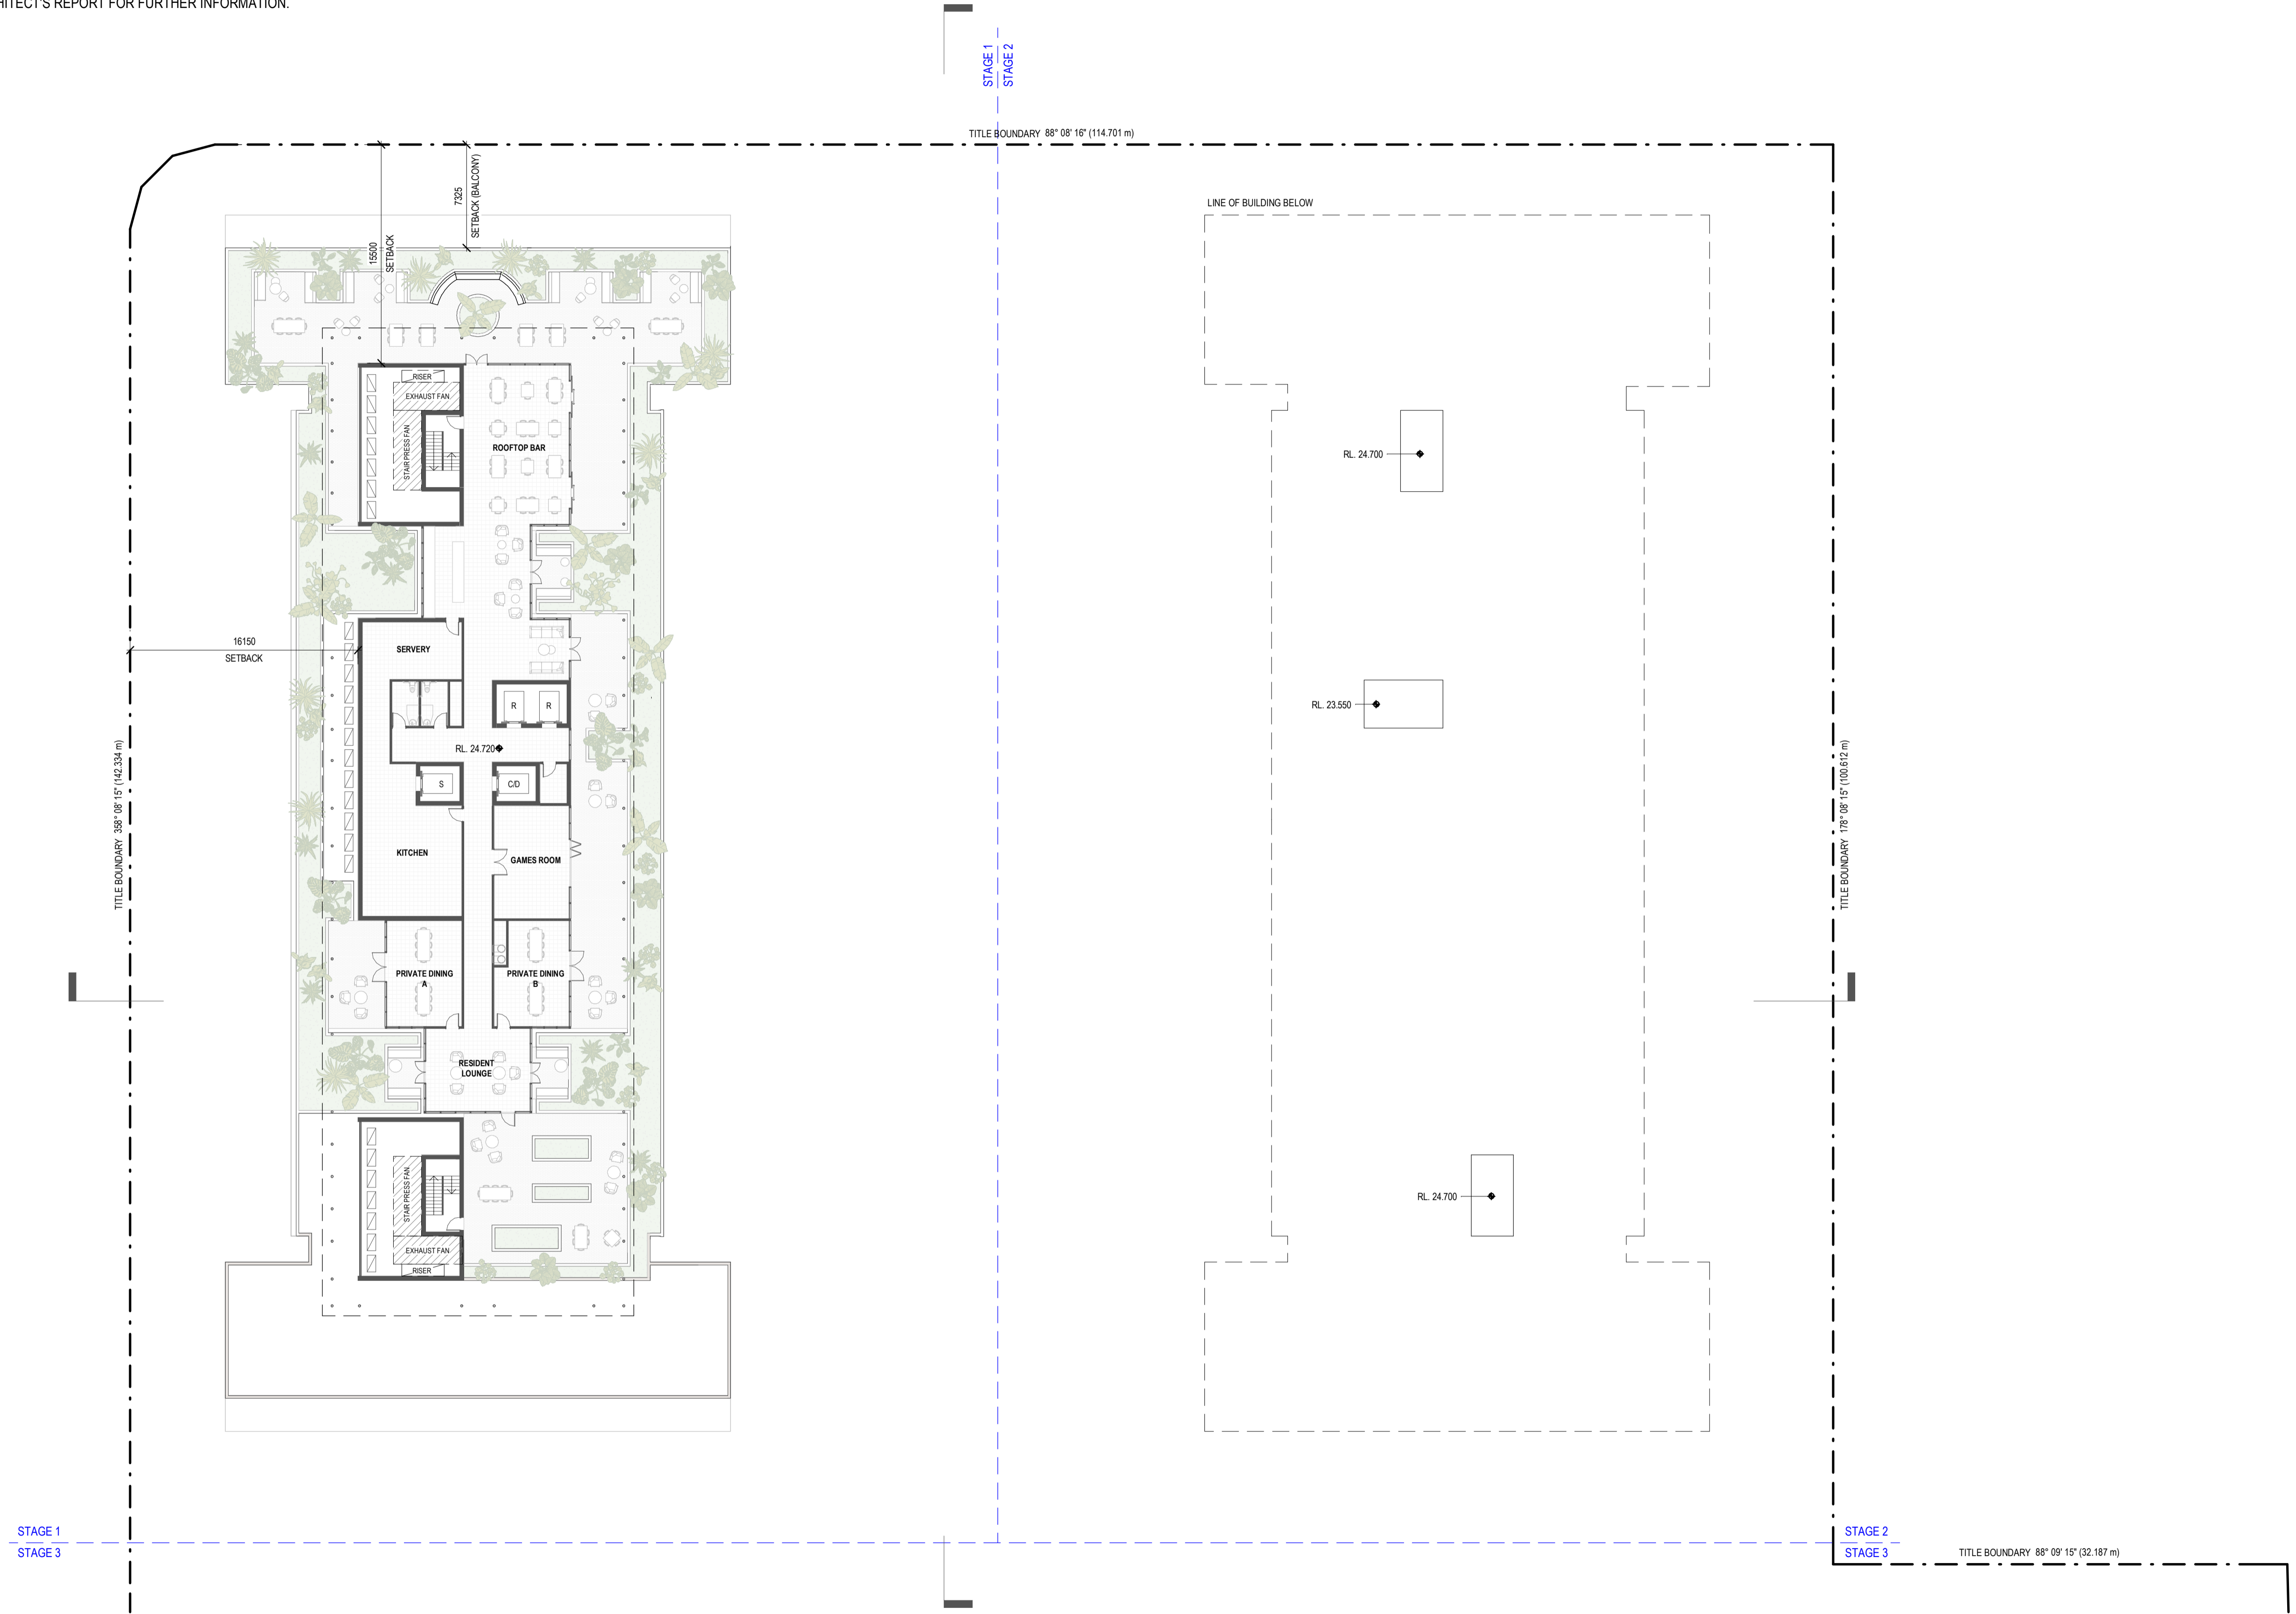 HITECT'S REPORT FOR FURTHER INFORMATION.
STAGE 1
STAGE 2
TITLE BOUNDARY 88° 08' 16" (114.701 m)
7325
SETBACK (BALCONY)
15500
SETBACK
LINE OF BUILDING BELOW
RISER
EXHAUST FAN
STAIR PRESS FAN
ROOFTOP BAR
RL. 24.700
16150
SETBACK
SERVERY
R
R
RL. 23.550
RL. 24.720
TITLE BOUNDARY 358° 08' 15" (142.334 m)
TITLE BOUNDARY 178° 08' 15" (100.612 m)
S
C/D
KITCHEN
GAMES ROOM
PRIVATE DINING
A
PRIVATE DINING
B
RESIDENT
LOUNGE
STAIR PRESS FAN
RL. 24.700
EXHAUST FAN
RISER
STAGE 1
STAGE 3
STAGE 2
STAGE 3
TITLE BOUNDARY 88° 09' 15" (32.187 m)